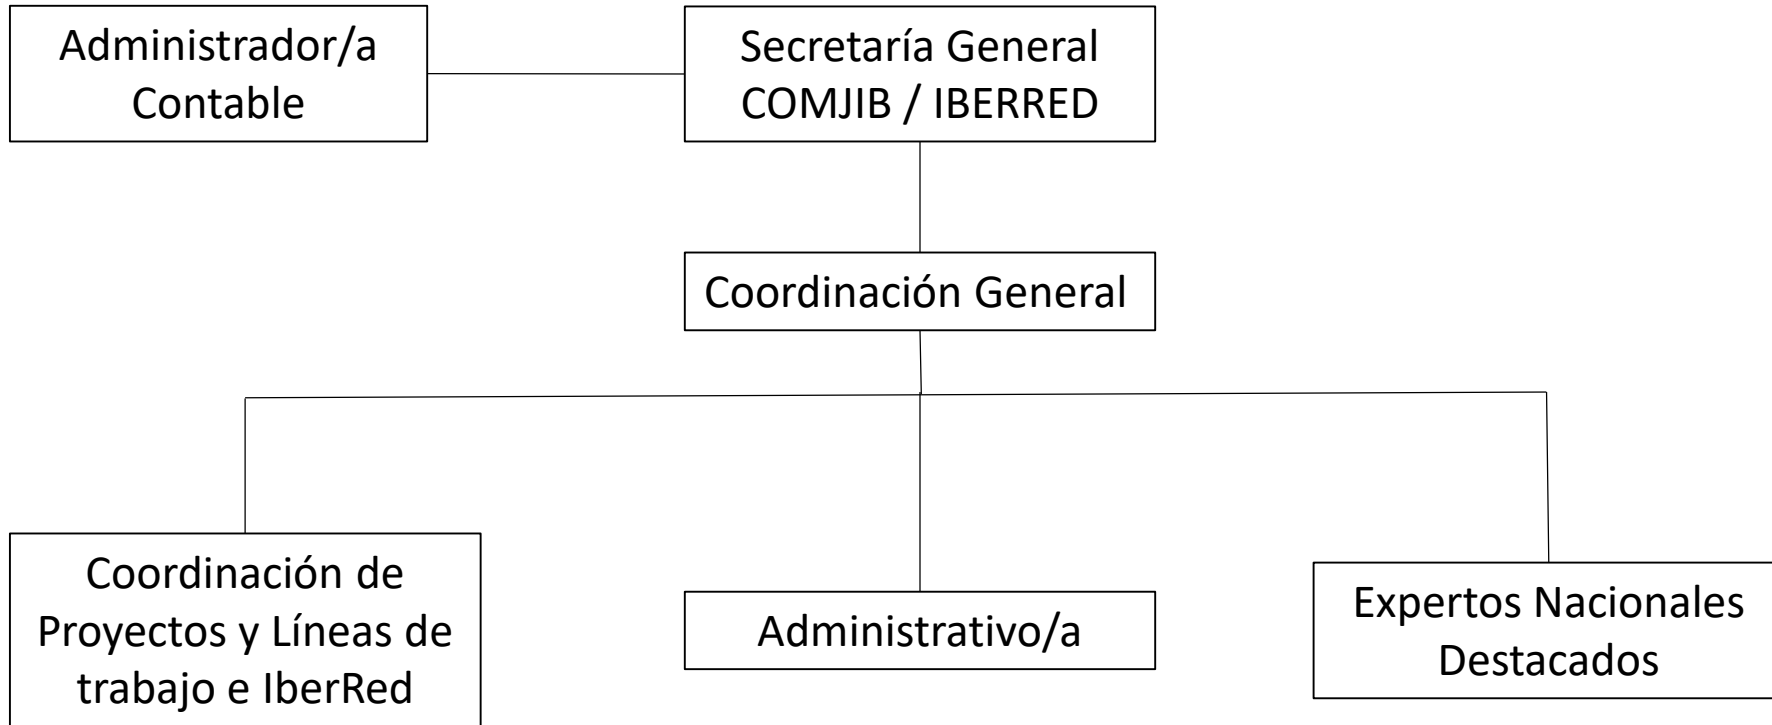 Administrador/a
Contable
Secretaría General
COMJIB / IBERRED
Coordinación General
Coordinación de
Proyectos y Líneas de
trabajo e IberRed
Administrativo/a
Expertos Nacionales
Destacados